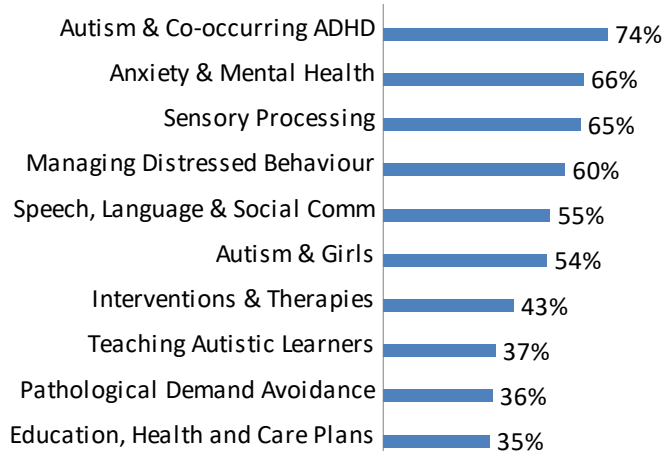 Autism & Co-occurring ADHD 74%
Anxiety & Mental Health 66%
Sensory Processing 65%
Managing Distressed Behaviour 60%
Speech, Language & Social Comm 55%
Autism & Girls 54%
Interventions & Therapies 43%
Teaching Autistic Learners 37%
Pathological Demand Avoidance 36%
Education, Health and Care Plans 35%